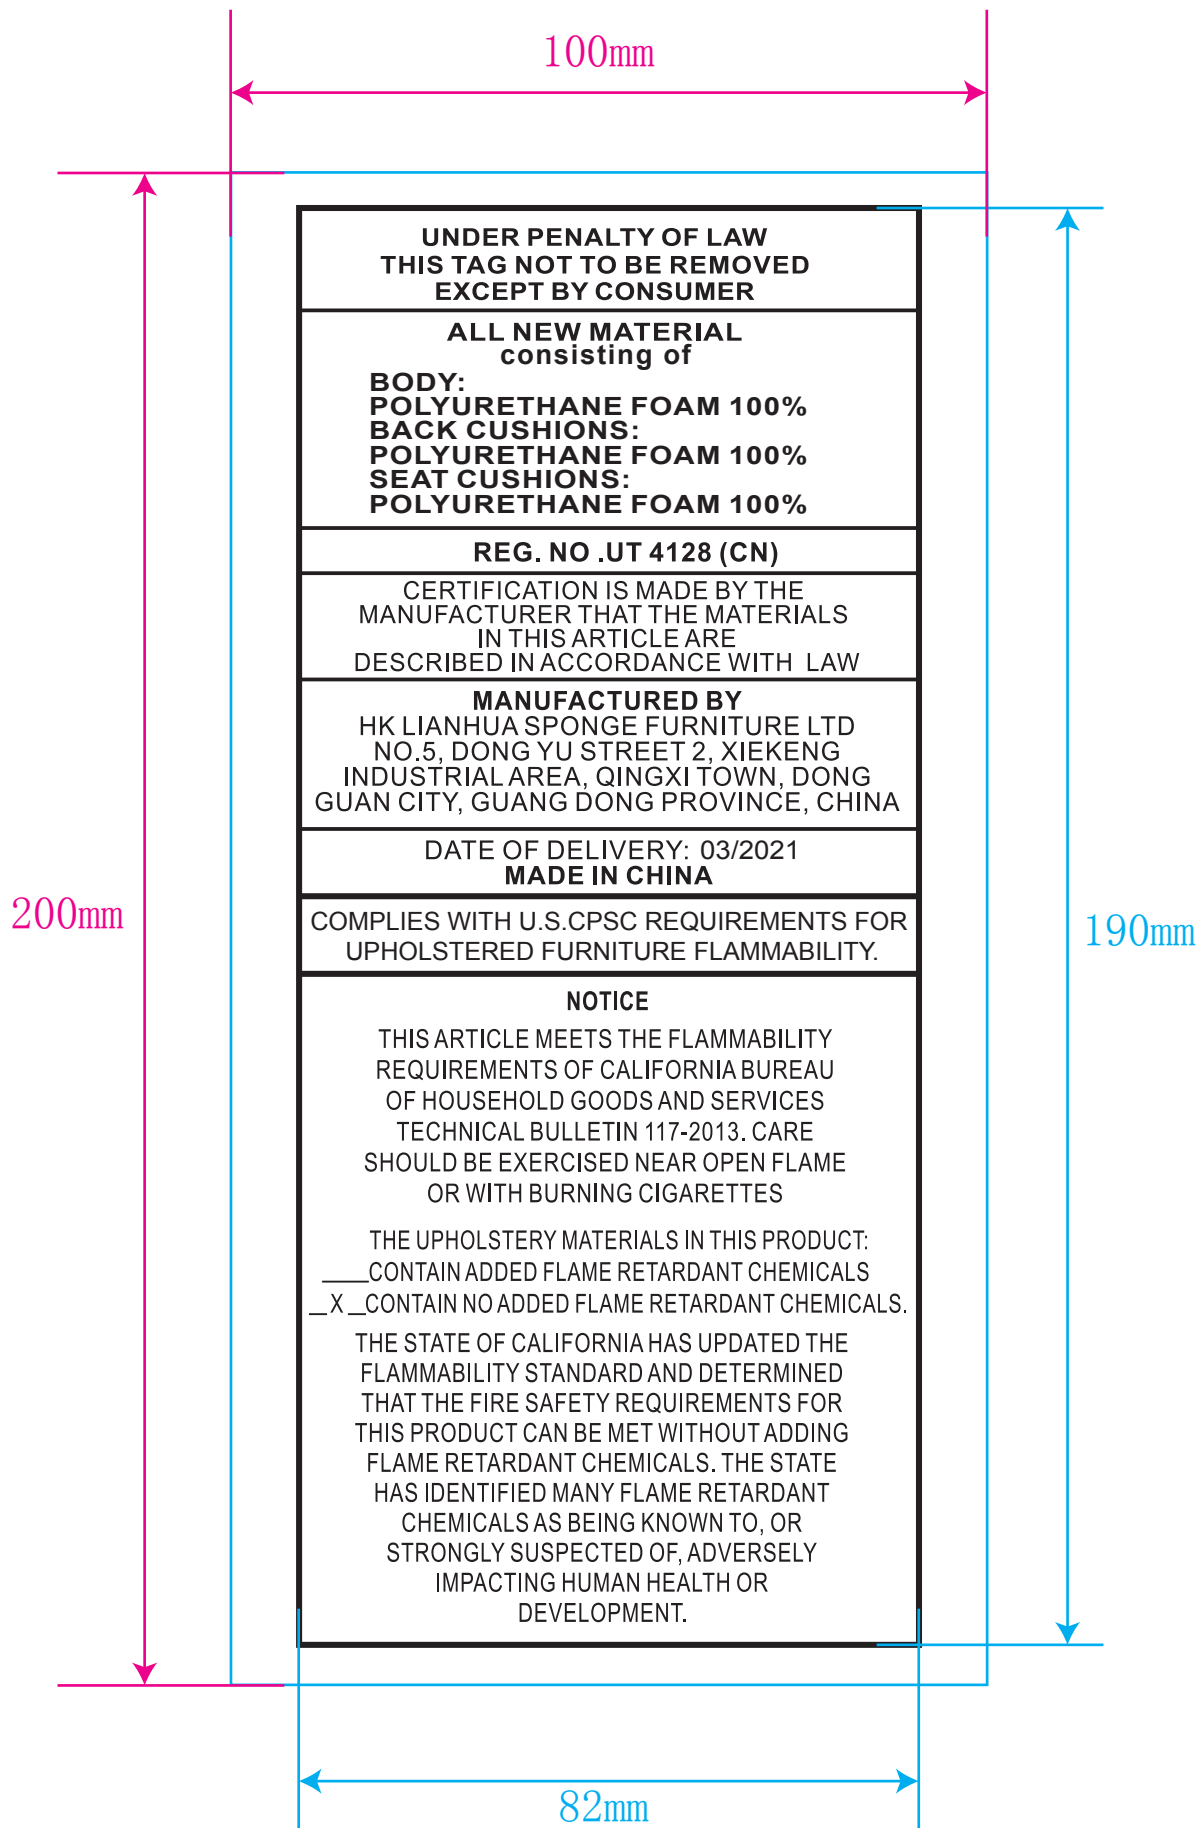 100mm
UNDER PENALTY OF LAW
THIS TAG NOT TO BE REMOVED
EXCEPT BY CONSUMER
ALL NEW MATERIAL
consisting of
BODY:
POLYURETHANE FOAM 100%
BACK CUSHIONS:
POLYURETHANE FOAM 100%
SEAT CUSHIONS:
POLYURETHANE FOAM 100%
REG. NO .UT 4128 (CN)
CERTIFICATION IS MADE BY THE
MANUFACTURER THAT THE MATERIALS
IN THIS ARTICLE ARE
DESCRIBED IN ACCORDANCE WITH LAW
MANUFACTURED BY
HK LIANHUA SPONGE FURNITURE LTD
NO.5, DONG YU STREET 2, XIEKENG
INDUSTRIAL AREA, QINGXI TOWN, DONG
GUAN CITY, GUANG DONG PROVINCE, CHINA
DATE OF DELIVERY: 03/2021
MADE IN CHINA
200mm
190mm
COMPLIES WITH U.S.CPSC REQUIREMENTS FOR
UPHOLSTERED FURNITURE FLAMMABILITY.
NOTICE
THIS ARTICLE MEETS THE FLAMMABILITY
REQUIREMENTS OF CALIFORNIA BUREAU
OF HOUSEHOLD GOODS AND SERVICES
TECHNICAL BULLETIN 117-2013. CARE
SHOULD BE EXERCISED NEAR OPEN FLAME
OR WITH BURNING CIGARETTES
THE UPHOLSTERY MATERIALS IN THIS PRODUCT:
____CONTAIN ADDED FLAME RETARDANT CHEMICALS
_X_CONTAIN NO ADDED FLAME RETARDANT CHEMICALS.
THE STATE OF CALIFORNIA HAS UPDATED THE
FLAMMABILITY STANDARD AND DETERMINED
THAT THE FIRE SAFETY REQUIREMENTS FOR
THIS PRODUCT CAN BE MET WITHOUT ADDING
FLAME RETARDANT CHEMICALS. THE STATE
HAS IDENTIFIED MANY FLAME RETARDANT
CHEMICALS AS BEING KNOWN TO, OR
STRONGLY SUSPECTED OF, ADVERSELY
IMPACTING HUMAN HEALTH OR
DEVELOPMENT.
82mm